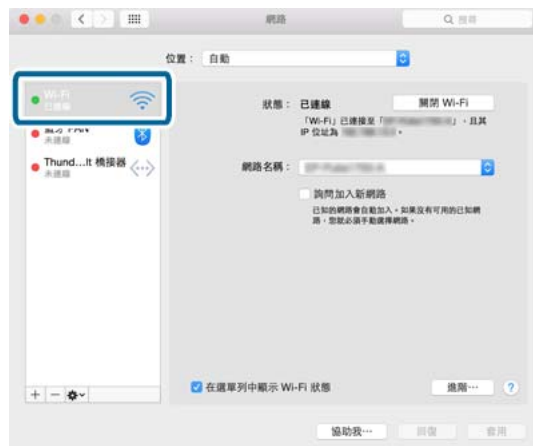 網路
搜尋
位置： 自動
Wi-Fi
已連線
藍牙 PAN
未連線
Thund…lt 橋接器
未連線
狀態： 已連線
關閉 Wi-Fi
「Wi-Fi」已連接至「 」，且其
IP 位址為 。
網路名稱：
詢問加入新網路
已知的網路會自動加入。如果沒有可用的已知網
路，您就必須手動選擇網路。
在選單列中顯示 Wi-Fi 狀態
進階… ?
協助我… 回復 套用